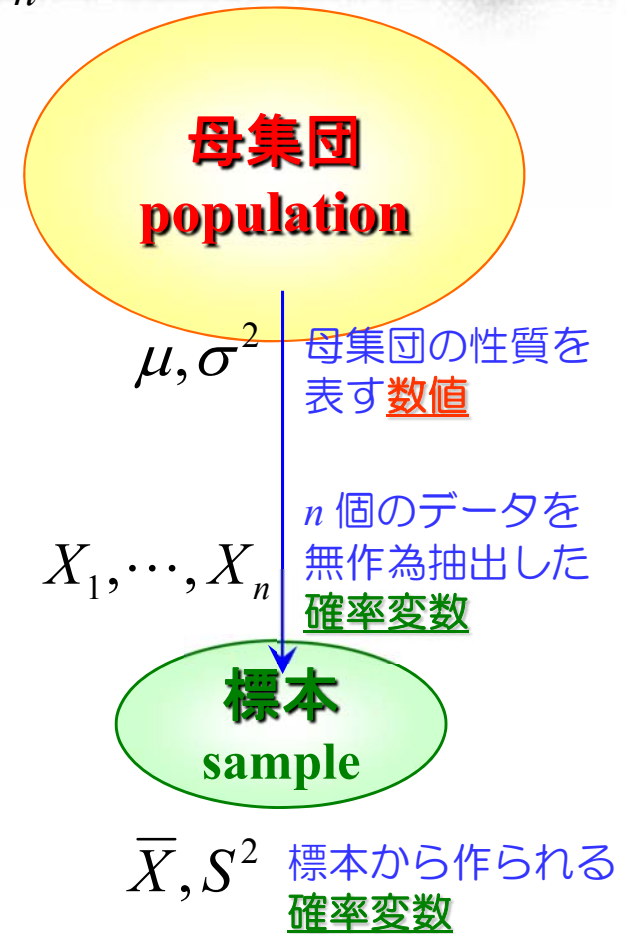 n
母集団
population
μ, σ²
母集団の性質を
表す数値
n 個のデータを
無作為抽出した
確率変数
X₁,⋯,Xₙ
標本
sample
X̅, S²
標本から作られる
確率変数